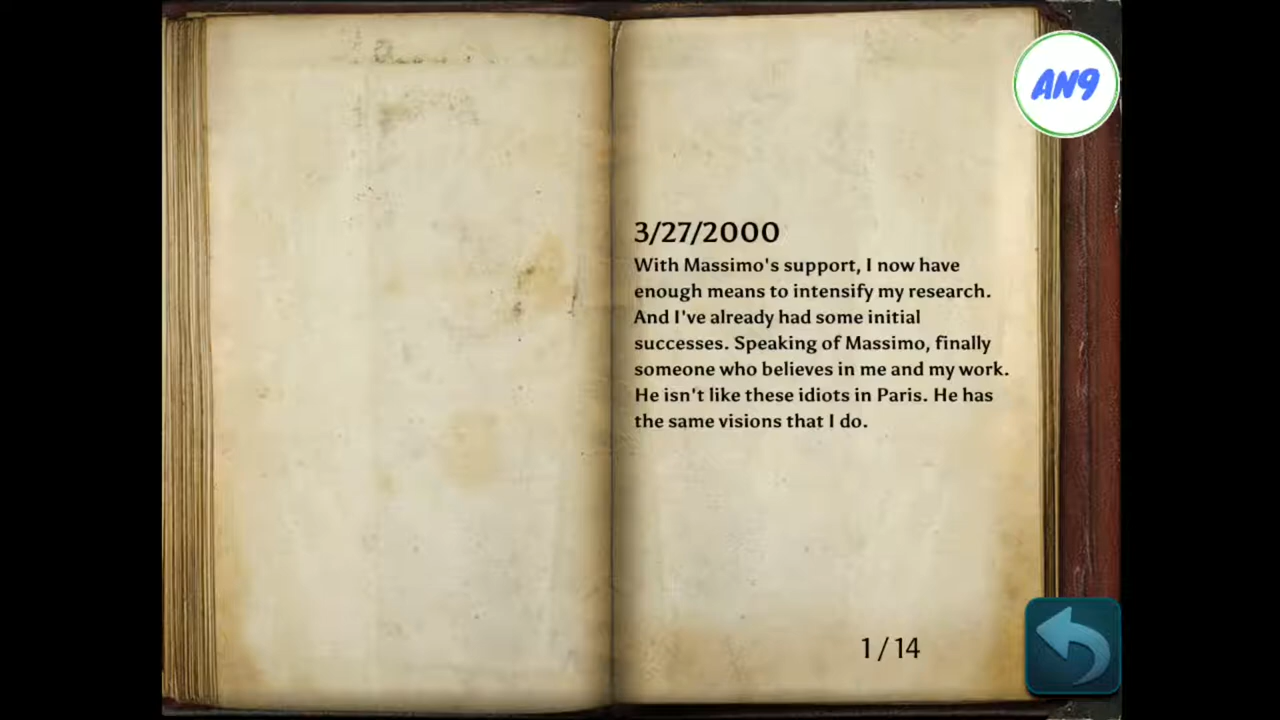 AN9
3/27/2000
With Massimo's support, I now have
enough means to intensify my research.
And I've already had some initial
successes. Speaking of Massimo, finally
someone who believes in me and my work.
He isn't like these idiots in Paris. He has
the same visions that I do.
1 / 14